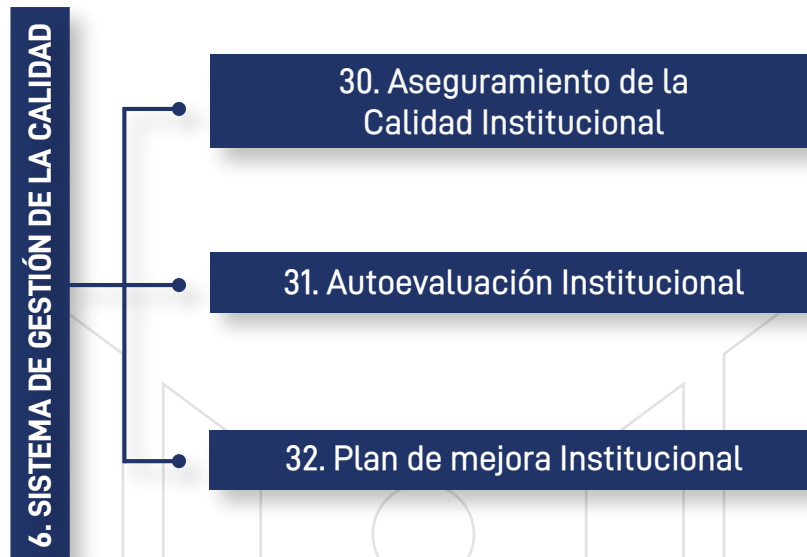 6. SISTEMA DE GESTIÓN DE LA CALIDAD
30. Aseguramiento de la
Calidad Institucional
31. Autoevaluación Institucional
32. Plan de mejora Institucional